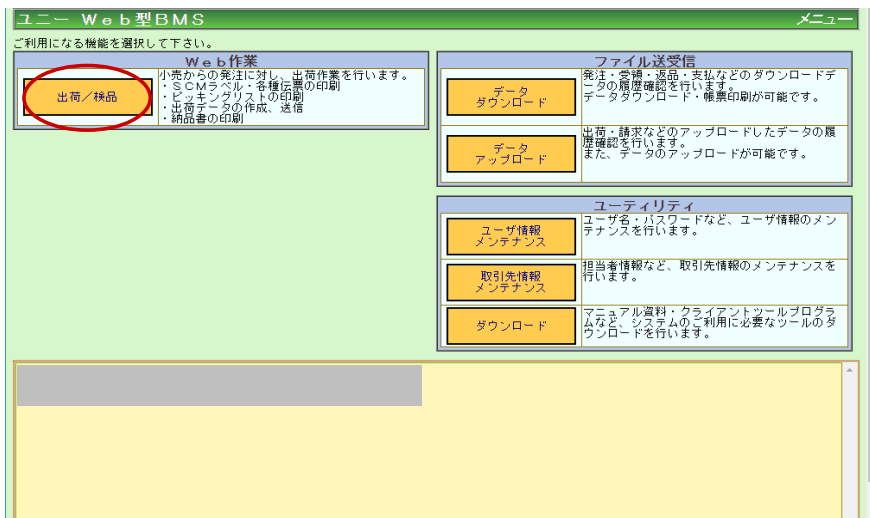 ユニー Ｗｅｂ型ＢＭＳ
メニュー
ご利用になる機能を選択して下さい。
Ｗｅｂ作業
出荷／検品
小売からの発注に対し、出荷作業を行います。
・ＳＣＭラベル・各種伝票の印刷
・ピッキングリストの印刷
・出荷データの作成、送信
・納品書の印刷
ファイル送受信
データ
ダウンロード
発注・受領・返品・支払などのダウンロードデ
ータの履歴確認を行います。
データダウンロード・帳票印刷が可能です。
データ
アップロード
出荷・請求などのアップロードしたデータの履
歴確認を行います。
また、データのアップロードが可能です。
ユーティリティ
ユーザ情報
メンテナンス
ユーザ名・パスワードなど、ユーザ情報のメン
テナンスを行います。
取引先情報
メンテナンス
担当者情報など、取引先情報のメンテナンスを
行います。
ダウンロード
マニュアル資料・クライアントツールプログラ
ムなど、システムのご利用に必要なツールのダ
ウンロードを行います。